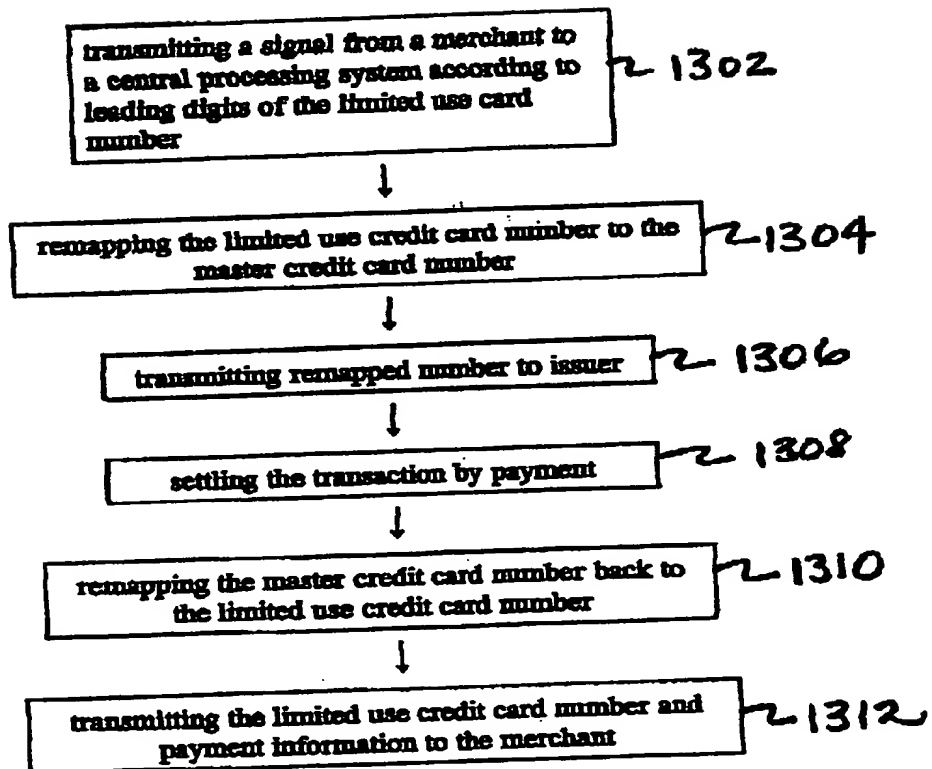 transmitting a signal from a merchant to
a central processing system according to
leading digits of the limited use card
number
1302
remapping the limited use credit card number to the
master credit card number
1304
transmitting remapped number to issuer
1306
settling the transaction by payment
1308
remapping the master credit card number back to
the limited use credit card number
1310
transmitting the limited use credit card number and
payment information to the merchant
1312